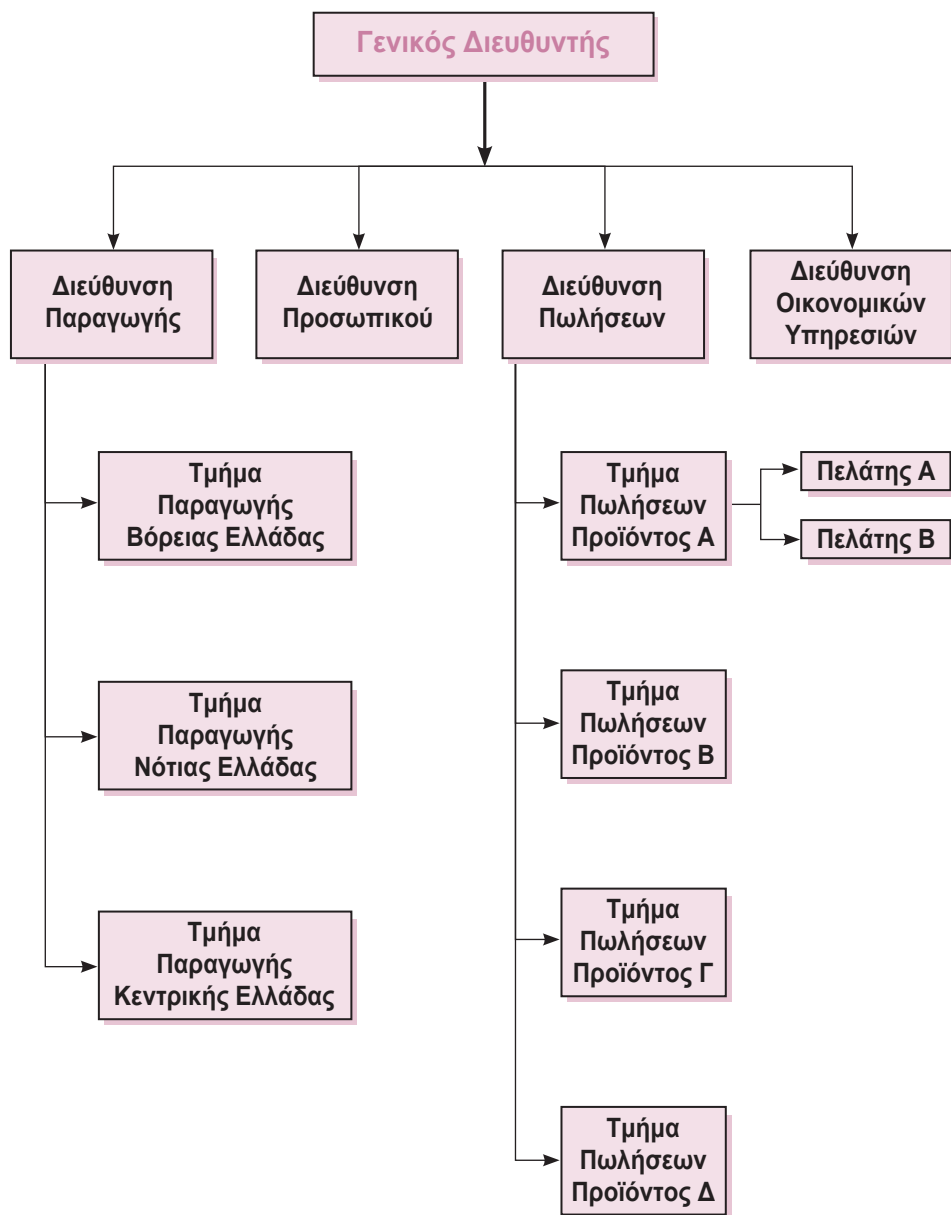 Γενικός Διευθυντής
Διεύθυνση
Παραγωγής
Διεύθυνση
Προσωπικού
Διεύθυνση
Πωλήσεων
Διεύθυνση
Οικονομικών
Υπηρεσιών
Τμήμα
Παραγωγής
Βόρειας Ελλάδας
Τμήμα
Πωλήσεων
Προϊόντος Α
Πελάτης Α
Πελάτης Β
Τμήμα
Παραγωγής
Νότιας Ελλάδας
Τμήμα
Πωλήσεων
Προϊόντος Β
Τμήμα
Παραγωγής
Κεντρικής Ελλάδας
Τμήμα
Πωλήσεων
Προϊόντος Γ
Τμήμα
Πωλήσεων
Προϊόντος Δ